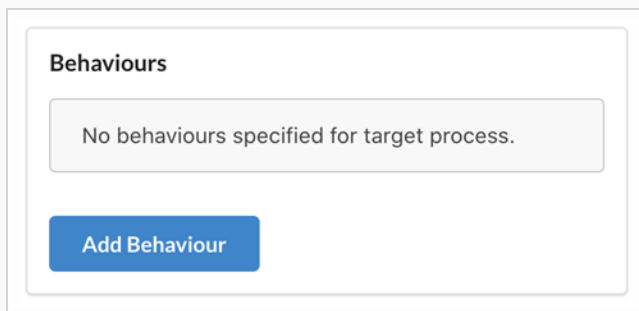 Behaviours
No behaviours specified for target process.
Add Behaviour